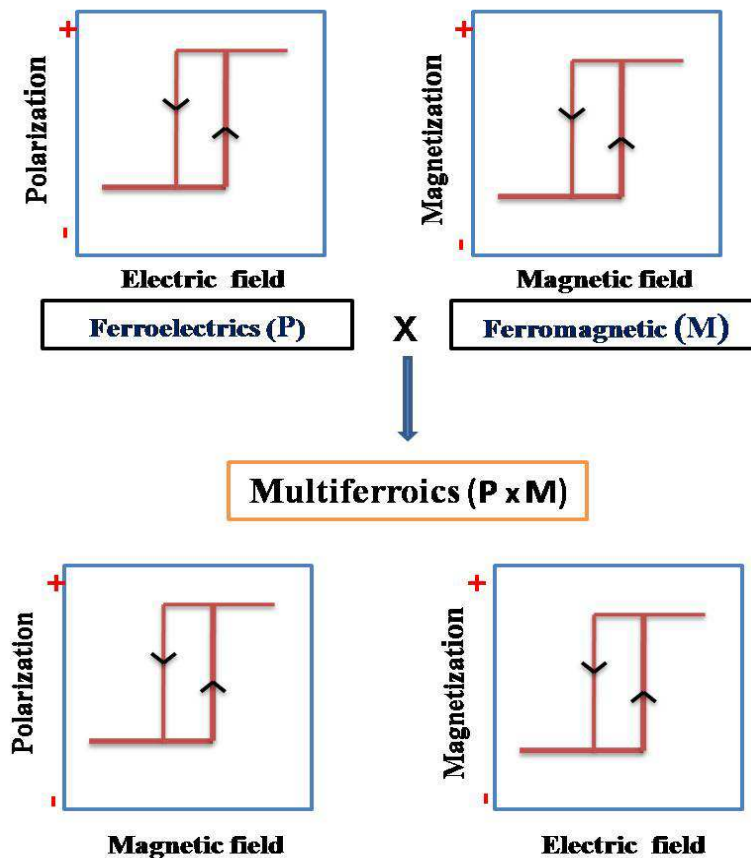 +
Polarization
-
Electric field
+
Magnetization
-
Magnetic field
Ferroelectrics (P)
X
Ferromagnetic (M)
Multiferroics (P x M)
+
Polarization
-
Magnetic field
+
Magnetization
-
Electric field